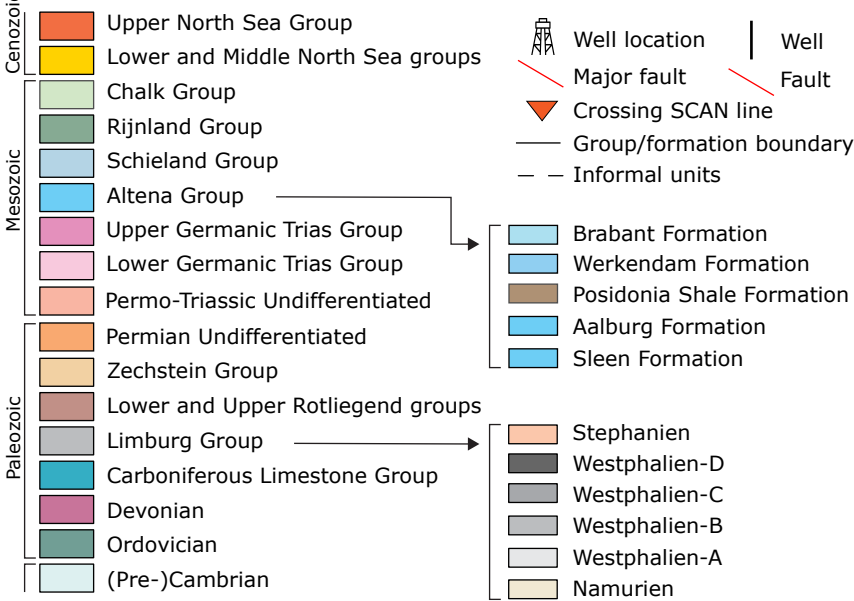 Cenozoic
Upper North Sea Group
Lower and Middle North Sea groups
Mesozoic
Chalk Group
Rijnland Group
Schieland Group
Altena Group
Upper Germanic Trias Group
Lower Germanic Trias Group
Permo-Triassic Undifferentiated
Paleozoic
Permian Undifferentiated
Zechstein Group
Lower and Upper Rotliegend groups
Limburg Group
Carboniferous Limestone Group
Devonian
Ordovician
(Pre-)Cambrian
Well location
Well
Major fault
Fault
Crossing SCAN line
Group/formation boundary
Informal units
Brabant Formation
Werkendam Formation
Posidonia Shale Formation
Aalburg Formation
Sleen Formation
Stephanien
Westphalien-D
Westphalien-C
Westphalien-B
Westphalien-A
Namurien